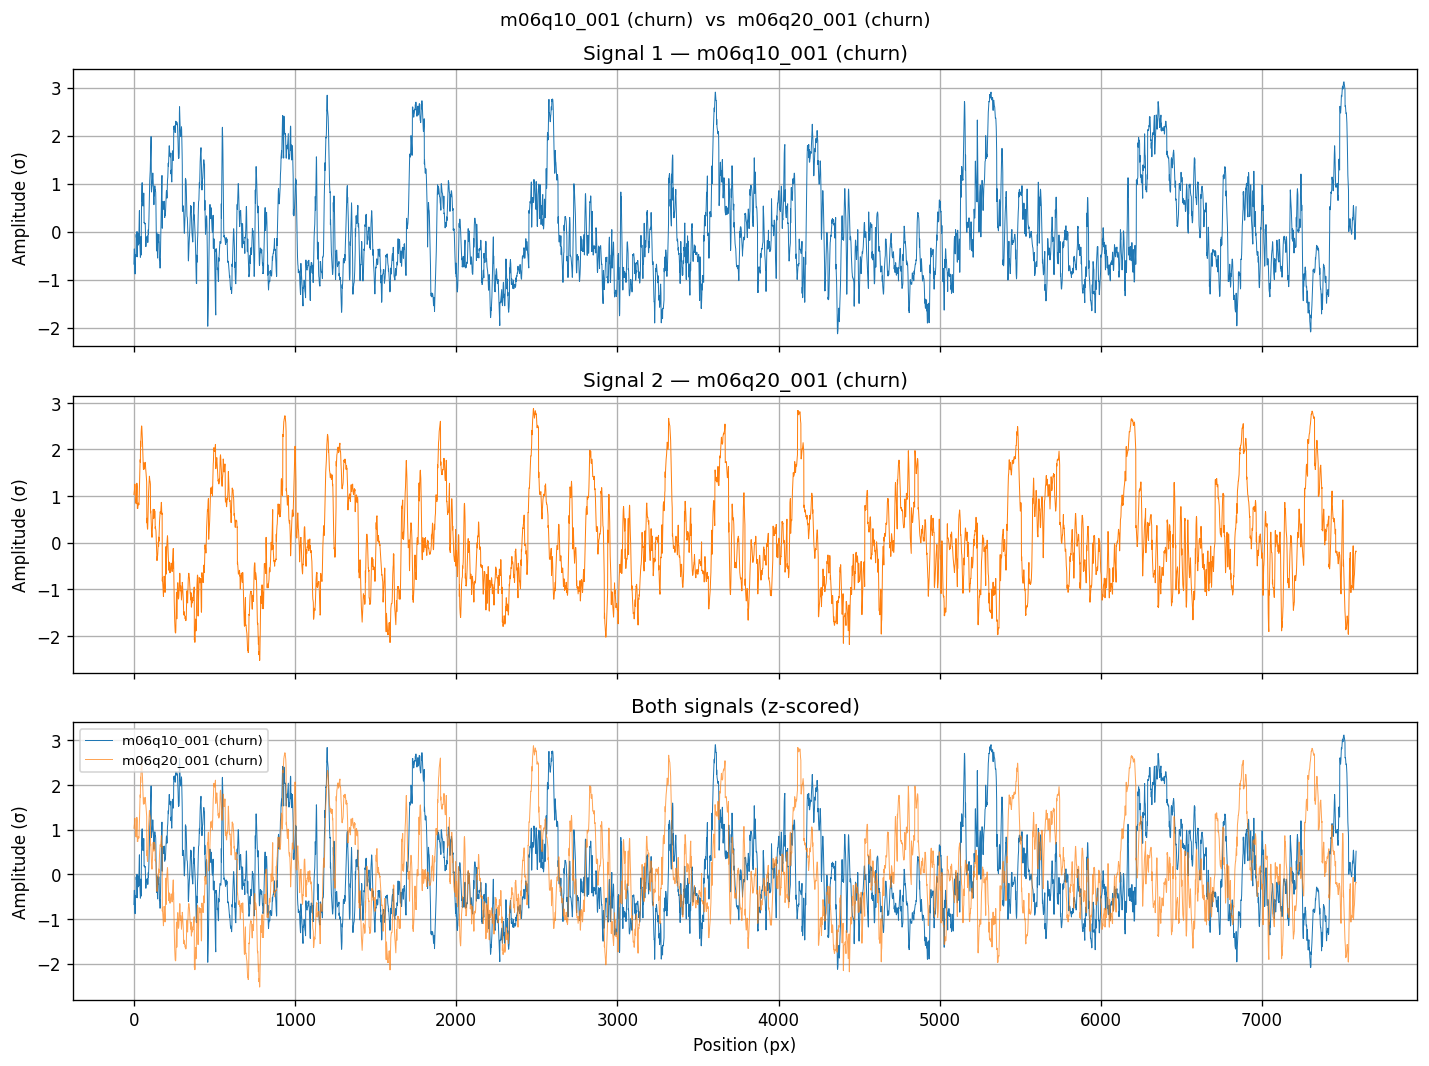 m06q10_001 (churn)  vs  m06q20_001 (churn)
Signal 1 — m06q10_001 (churn)
Amplitude (σ)
3
2
1
0
−1
−2
Signal 2 — m06q20_001 (churn)
Amplitude (σ)
3
2
1
0
−1
−2
Both signals (z-scored)
m06q10_001 (churn)
m06q20_001 (churn)
Amplitude (σ)
3
2
1
0
−1
−2
0 1000 2000 3000 4000 5000 6000 7000
Position (px)